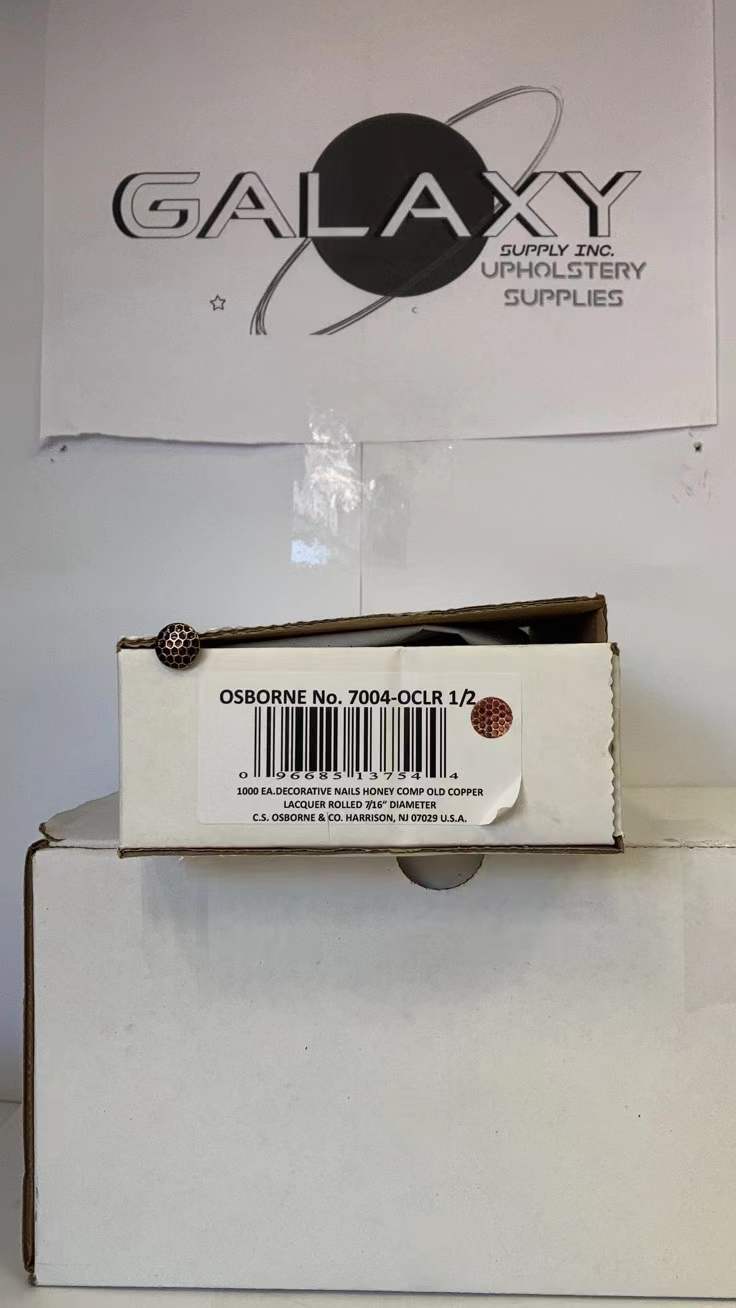 GALAXY
SUPPLY INC.
UPHOLSTERY
SUPPLIES
C
OSBORNE No. 7004-OCLR 1/2
0 96685 13754 4
1000 EA.DECORATIVE NAILS HONEY COMP OLD COPPER
LACQUER ROLLED 7/16" DIAMETER
C.S. OSBORNE & CO. HARRISON, NJ 07029 U.S.A.